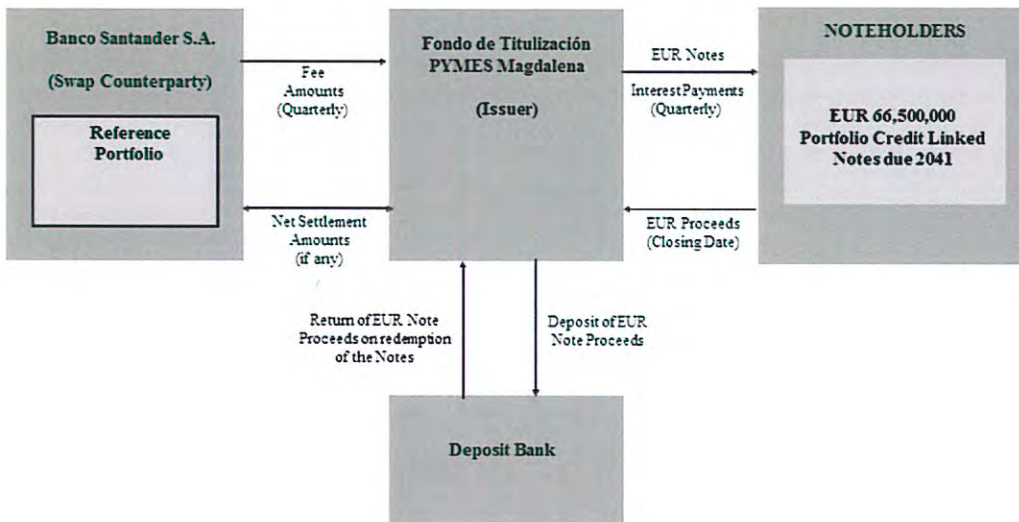 Banco Santander S.A.
(Swap Counterparty)
Reference
Portfolio
Fee
Amounts
(Quarterly)
Net Settlement
Amounts
(if any)
Fondo de Titulización
PYMES Magdalena
(Issuer)
EUR Notes
Interest Payments
(Quarterly)
EUR Proceeds
(Closing Date)
NOTEHOLDERS
EUR 66,500,000
Portfolio Credit Linked
Notes due 2041
Return of EUR Note
Proceeds on redemption
of the Notes
Deposit of EUR
Note Proceeds
Deposit Bank